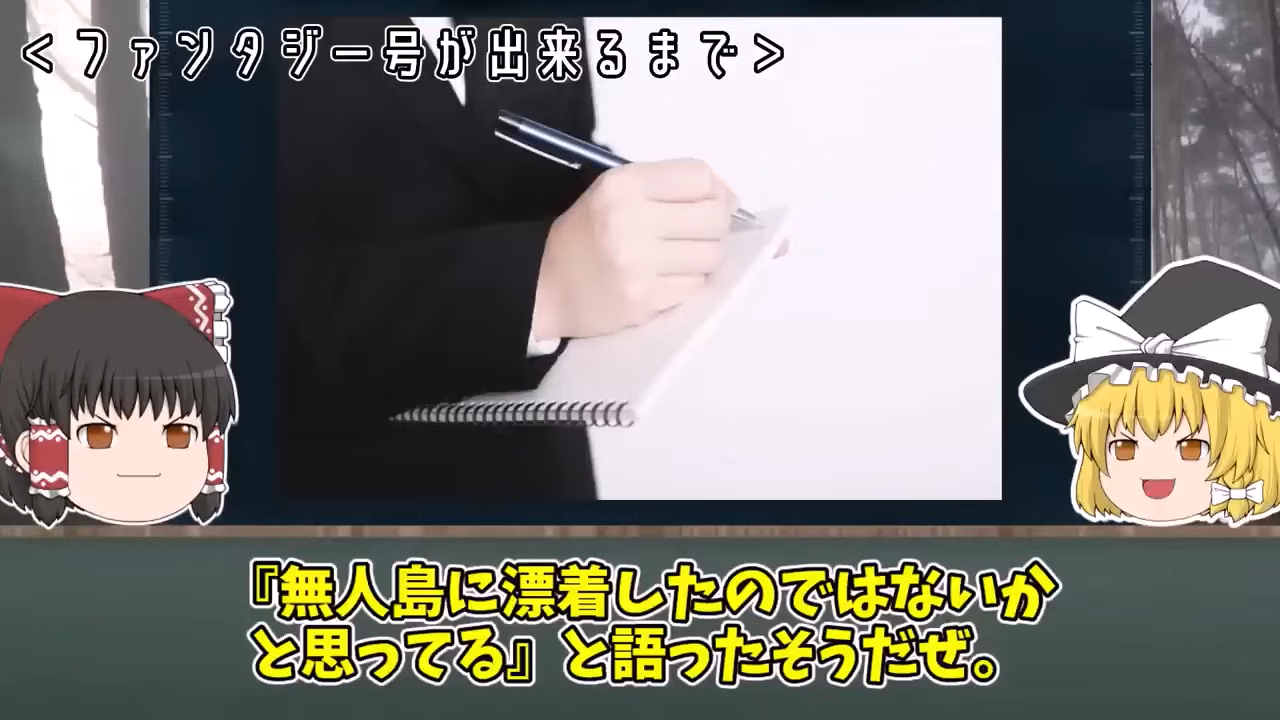 ＜ファンタジー号が出来るまで＞
『無人島に漂着したのではないか
と思ってる』と語ったそうだぜ。